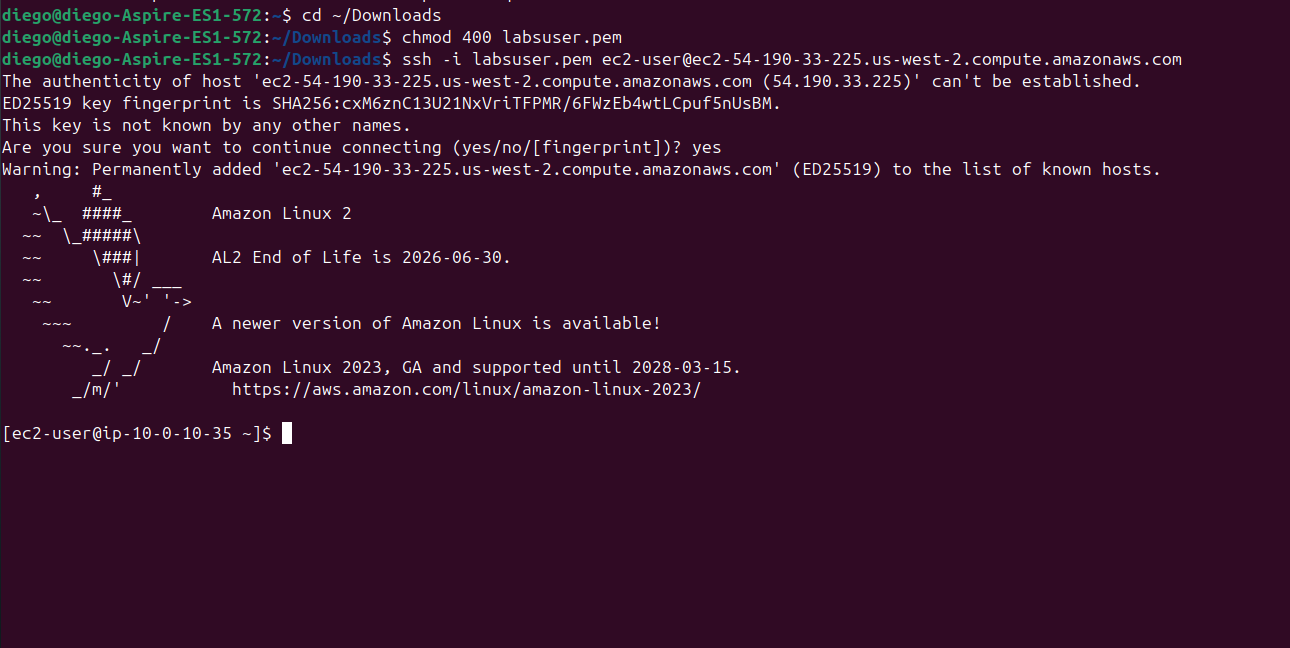 diego@diego-Aspire-ES1-572:~$ cd ~/Downloads
diego@diego-Aspire-ES1-572:~/Downloads$ chmod 400 labsuser.pem
diego@diego-Aspire-ES1-572:~/Downloads$ ssh -i labsuser.pem ec2-user@ec2-54-190-33-225.us-west-2.compute.amazonaws.com
The authenticity of host 'ec2-54-190-33-225.us-west-2.compute.amazonaws.com (54.190.33.225)' can't be established.
ED25519 key fingerprint is SHA256:cxM6znC13U21NxVriTFPMR/6FWzEb4wtLCpuf5nUsBM.
This key is not known by any other names.
Are you sure you want to continue connecting (yes/no/[fingerprint])? yes
Warning: Permanently added 'ec2-54-190-33-225.us-west-2.compute.amazonaws.com' (ED25519) to the list of known hosts.
   ,     #_
   ~\_  ####_        Amazon Linux 2
  ~~  \_#####\
  ~~     \###|       AL2 End of Life is 2026-06-30.
  ~~       \#/ ___
   ~~       V~' '->
    ~~~         /    A newer version of Amazon Linux is available!
      ~~._.   _/
         _/ _/       Amazon Linux 2023, GA and supported until 2028-03-15.
       _/m/'           https://aws.amazon.com/linux/amazon-linux-2023/

[ec2-user@ip-10-0-10-35 ~]$